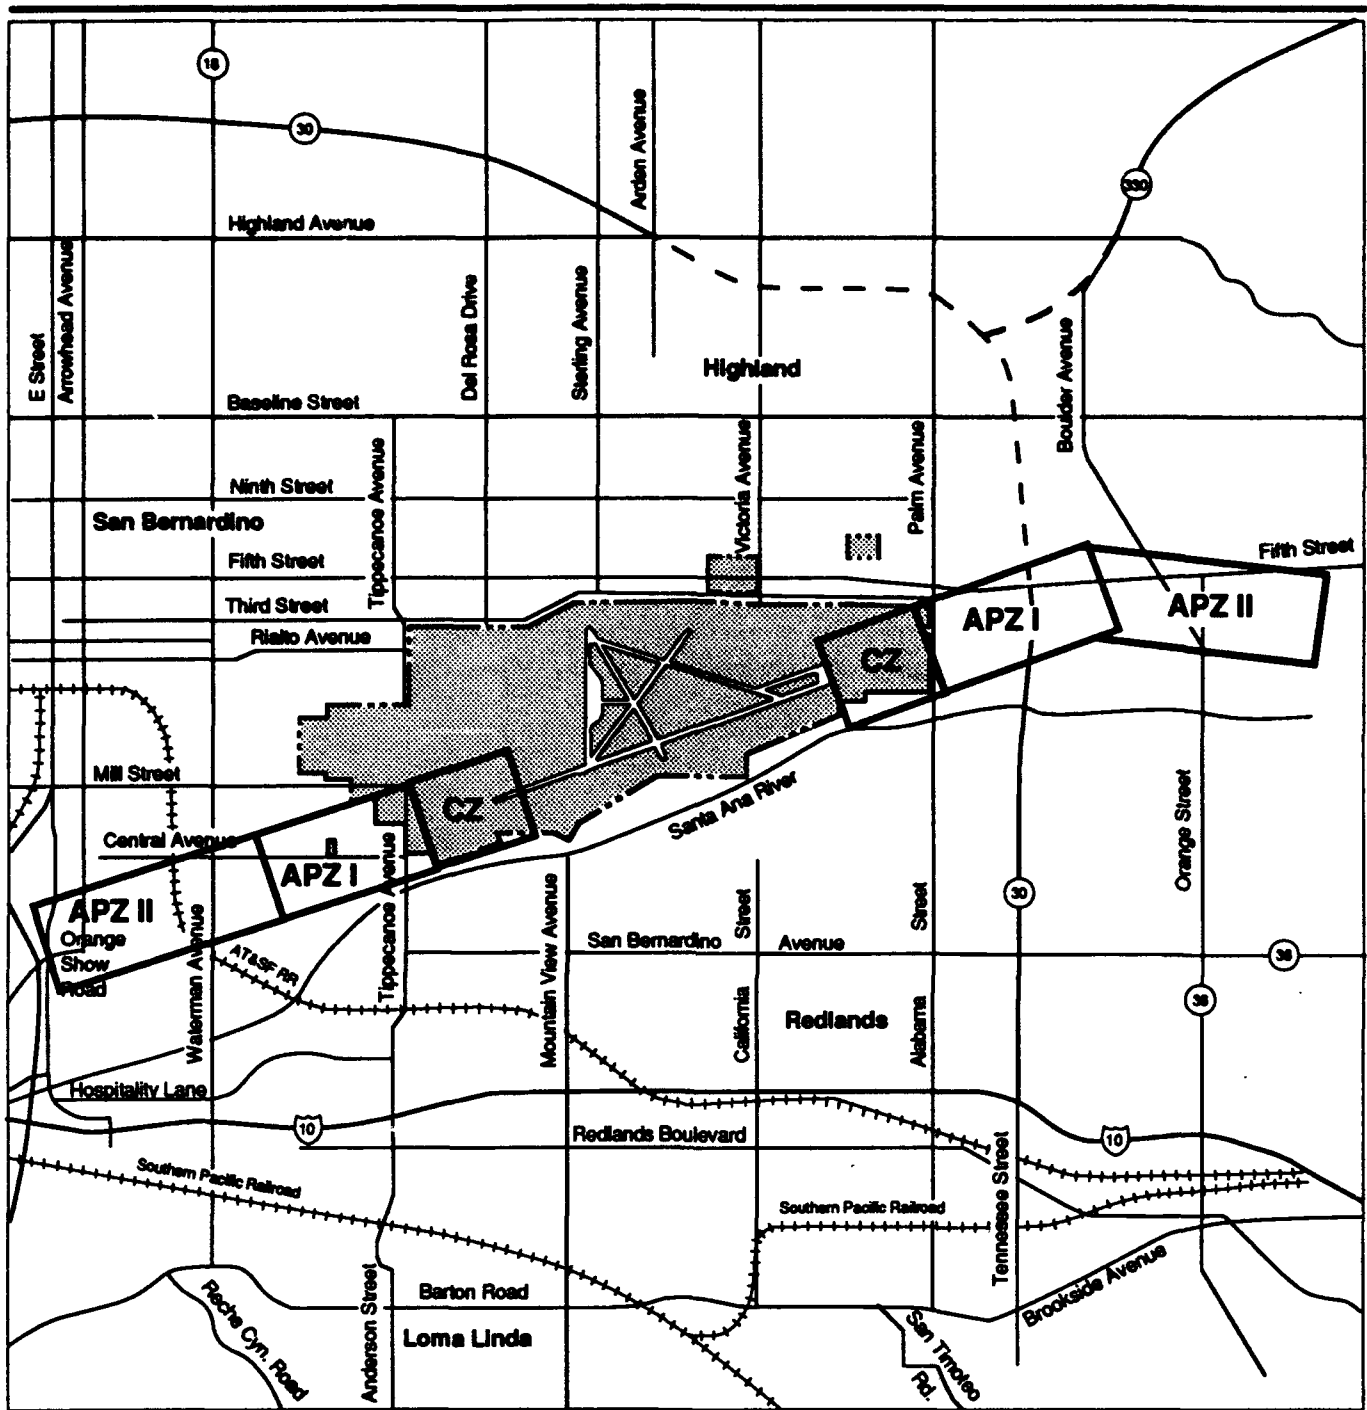 18
30
Arden Avenue
330
Highland Avenue
E Street
Arrowhead Avenue
Del Rosa Drive
Sterling Avenue
Highland
Boulder Avenue
Baseline Street
Tippecanoe Avenue
Victoria Avenue
Palm Avenue
Ninth Street
San Bernardino
Fifth Street
Fifth Street
Third Street
APZ I
APZ II
Rialto Avenue
CZ
Mill Street
CZ
Santa Ana River
Orange Street
Central Avenue
APZ I
Tippecanoe Avenue
Mountain View Avenue
California Street
Alabama Street
30
APZ II
Orange
Show
Road
Waterman Avenue
AT&SF RR
San Bernardino Avenue
38
38
Redlands
Hospitality Lane
10
Redlands Boulevard
10
Southern Pacific Railroad
Southern Pacific Railroad
Tennessee Street
Brookside Avenue
Reche Cyn. Road
Anderson Street
Barton Road
Loma Linda
San Timoteo
Rd.